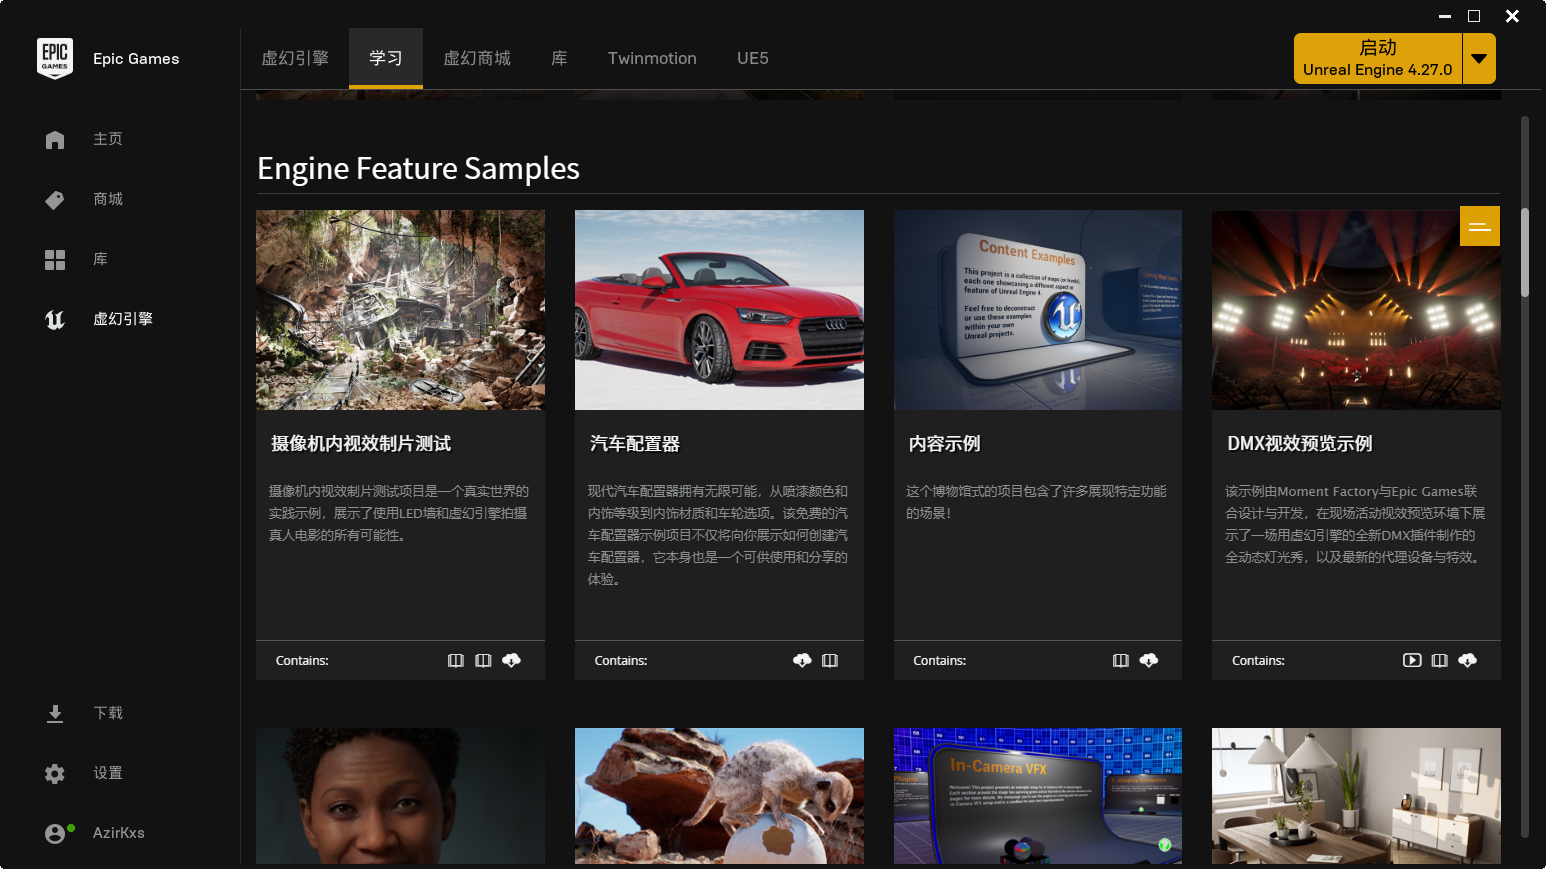 EPIC
GAMES
Epic Games
虚幻引擎
学习
虚幻商城
库
Twinmotion
UE5
启动
Unreal Engine 4.27.0
主页
商城
库
虚幻引擎
下载
设置
AzirKxs
Engine Feature Samples
Content Examples
This project is a collection of maps (or levels),
each one showcasing a different aspect or
feature of Unreal Engine 4.
Feel free to deconstruct
or use these examples
within your own
Unreal projects.
摄像机内视效制片测试
摄像机内视效制片测试项目是一个真实世界的
实践示例，展示了使用LED墙和虚幻引擎拍摄
真人电影的所有可能性。
Contains:
汽车配置器
现代汽车配置器拥有无限可能，从喷漆颜色和
内饰等级到内饰材质和车轮选项。该免费的汽
车配置器示例项目不仅将向你展示如何创建汽
车配置器，它本身也是一个可供使用和分享的
体验。
Contains:
内容示例
这个博物馆式的项目包含了许多展现特定功能
的场景！
Contains:
DMX视效预览示例
该示例由Moment Factory与Epic Games联
合设计与开发，在现场活动视效预览环境下展
示了一场用虚幻引擎的全新DMX插件制作的
全动态灯光秀，以及最新的代理设备与特效。
Contains:
In-Camera VFX